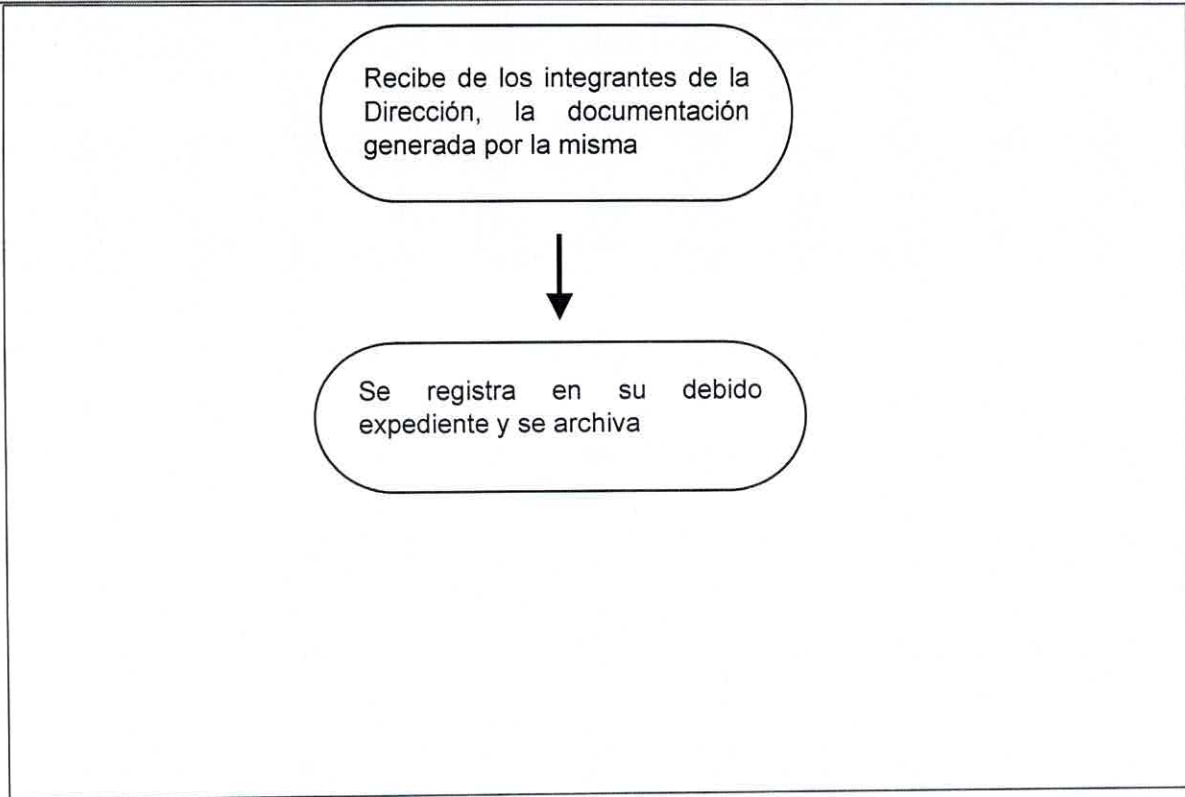 Recibe de los integrantes de la
Dirección, la documentación
generada por la misma
Se registra en su debido
expediente y se archiva